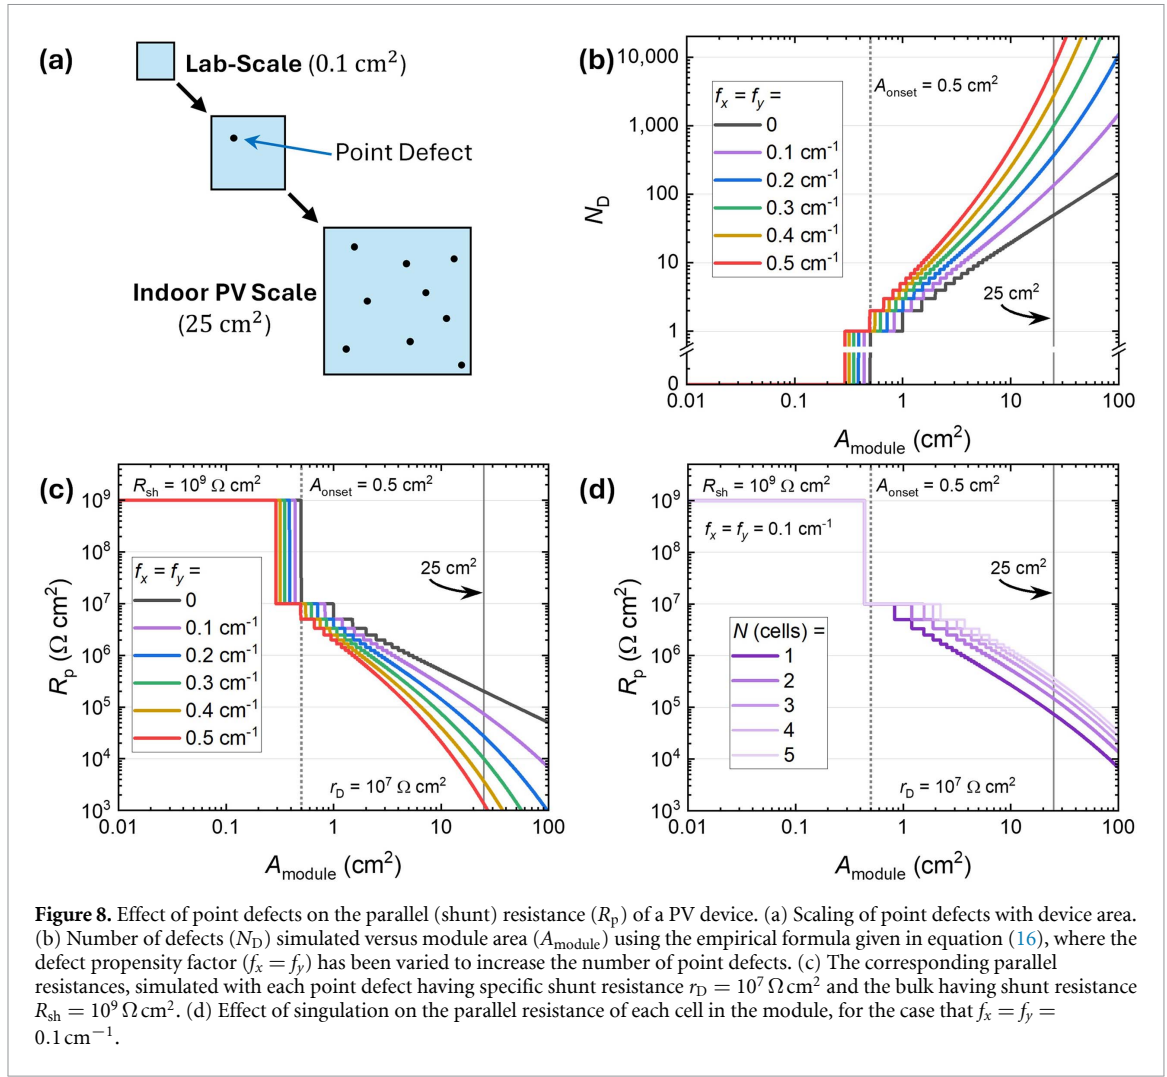 (a)
Lab-Scale (0.1 cm²)
Point Defect
Indoor PV Scale
(25 cm²)
(b)
10,000
1,000
100
10
1
0
N_D
f_x = f_y =
0
0.1 cm⁻¹
0.2 cm⁻¹
0.3 cm⁻¹
0.4 cm⁻¹
0.5 cm⁻¹
A_onset = 0.5 cm²
25 cm²
0.01
0.1
1
10
100
A_module (cm²)
(c)
R_sh = 10⁹ Ω cm²
A_onset = 0.5 cm²
10⁹
10⁸
10⁷
10⁶
10⁵
10⁴
10³
R_p (Ω cm²)
f_x = f_y =
0
0.1 cm⁻¹
0.2 cm⁻¹
0.3 cm⁻¹
0.4 cm⁻¹
0.5 cm⁻¹
25 cm²
r_D = 10⁷ Ω cm²
0.01
0.1
1
10
100
A_module (cm²)
(d)
R_sh = 10⁹ Ω cm²
A_onset = 0.5 cm²
f_x = f_y = 0.1 cm⁻¹
10⁹
10⁸
10⁷
10⁶
10⁵
10⁴
10³
R_p (Ω cm²)
25 cm²
N (cells) =
1
2
3
4
5
r_D = 10⁷ Ω cm²
0.01
0.1
1
10
100
A_module (cm²)
Figure 8. Effect of point defects on the parallel (shunt) resistance (R_p) of a PV device. (a) Scaling of point defects with device area.
(b) Number of defects (N_D) simulated versus module area (A_module) using the empirical formula given in equation (16), where the
defect propensity factor (f_x = f_y) has been varied to increase the number of point defects. (c) The corresponding parallel
resistances, simulated with each point defect having specific shunt resistance r_D = 10⁷ Ω cm² and the bulk having shunt resistance
R_sh = 10⁹ Ω cm². (d) Effect of singulation on the parallel resistance of each cell in the module, for the case that f_x = f_y =
0.1 cm⁻¹.